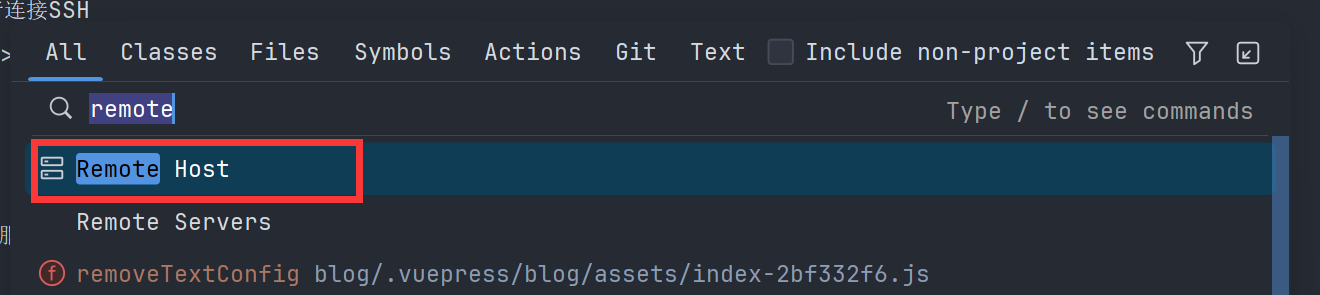 连接SSH
All Classes Files Symbols Actions Git Text Include non-project items
remote Type / to see commands
Remote Host
Remote Servers
f removeTextConfig blog/.vuepress/blog/assets/index-2bf332f6.js